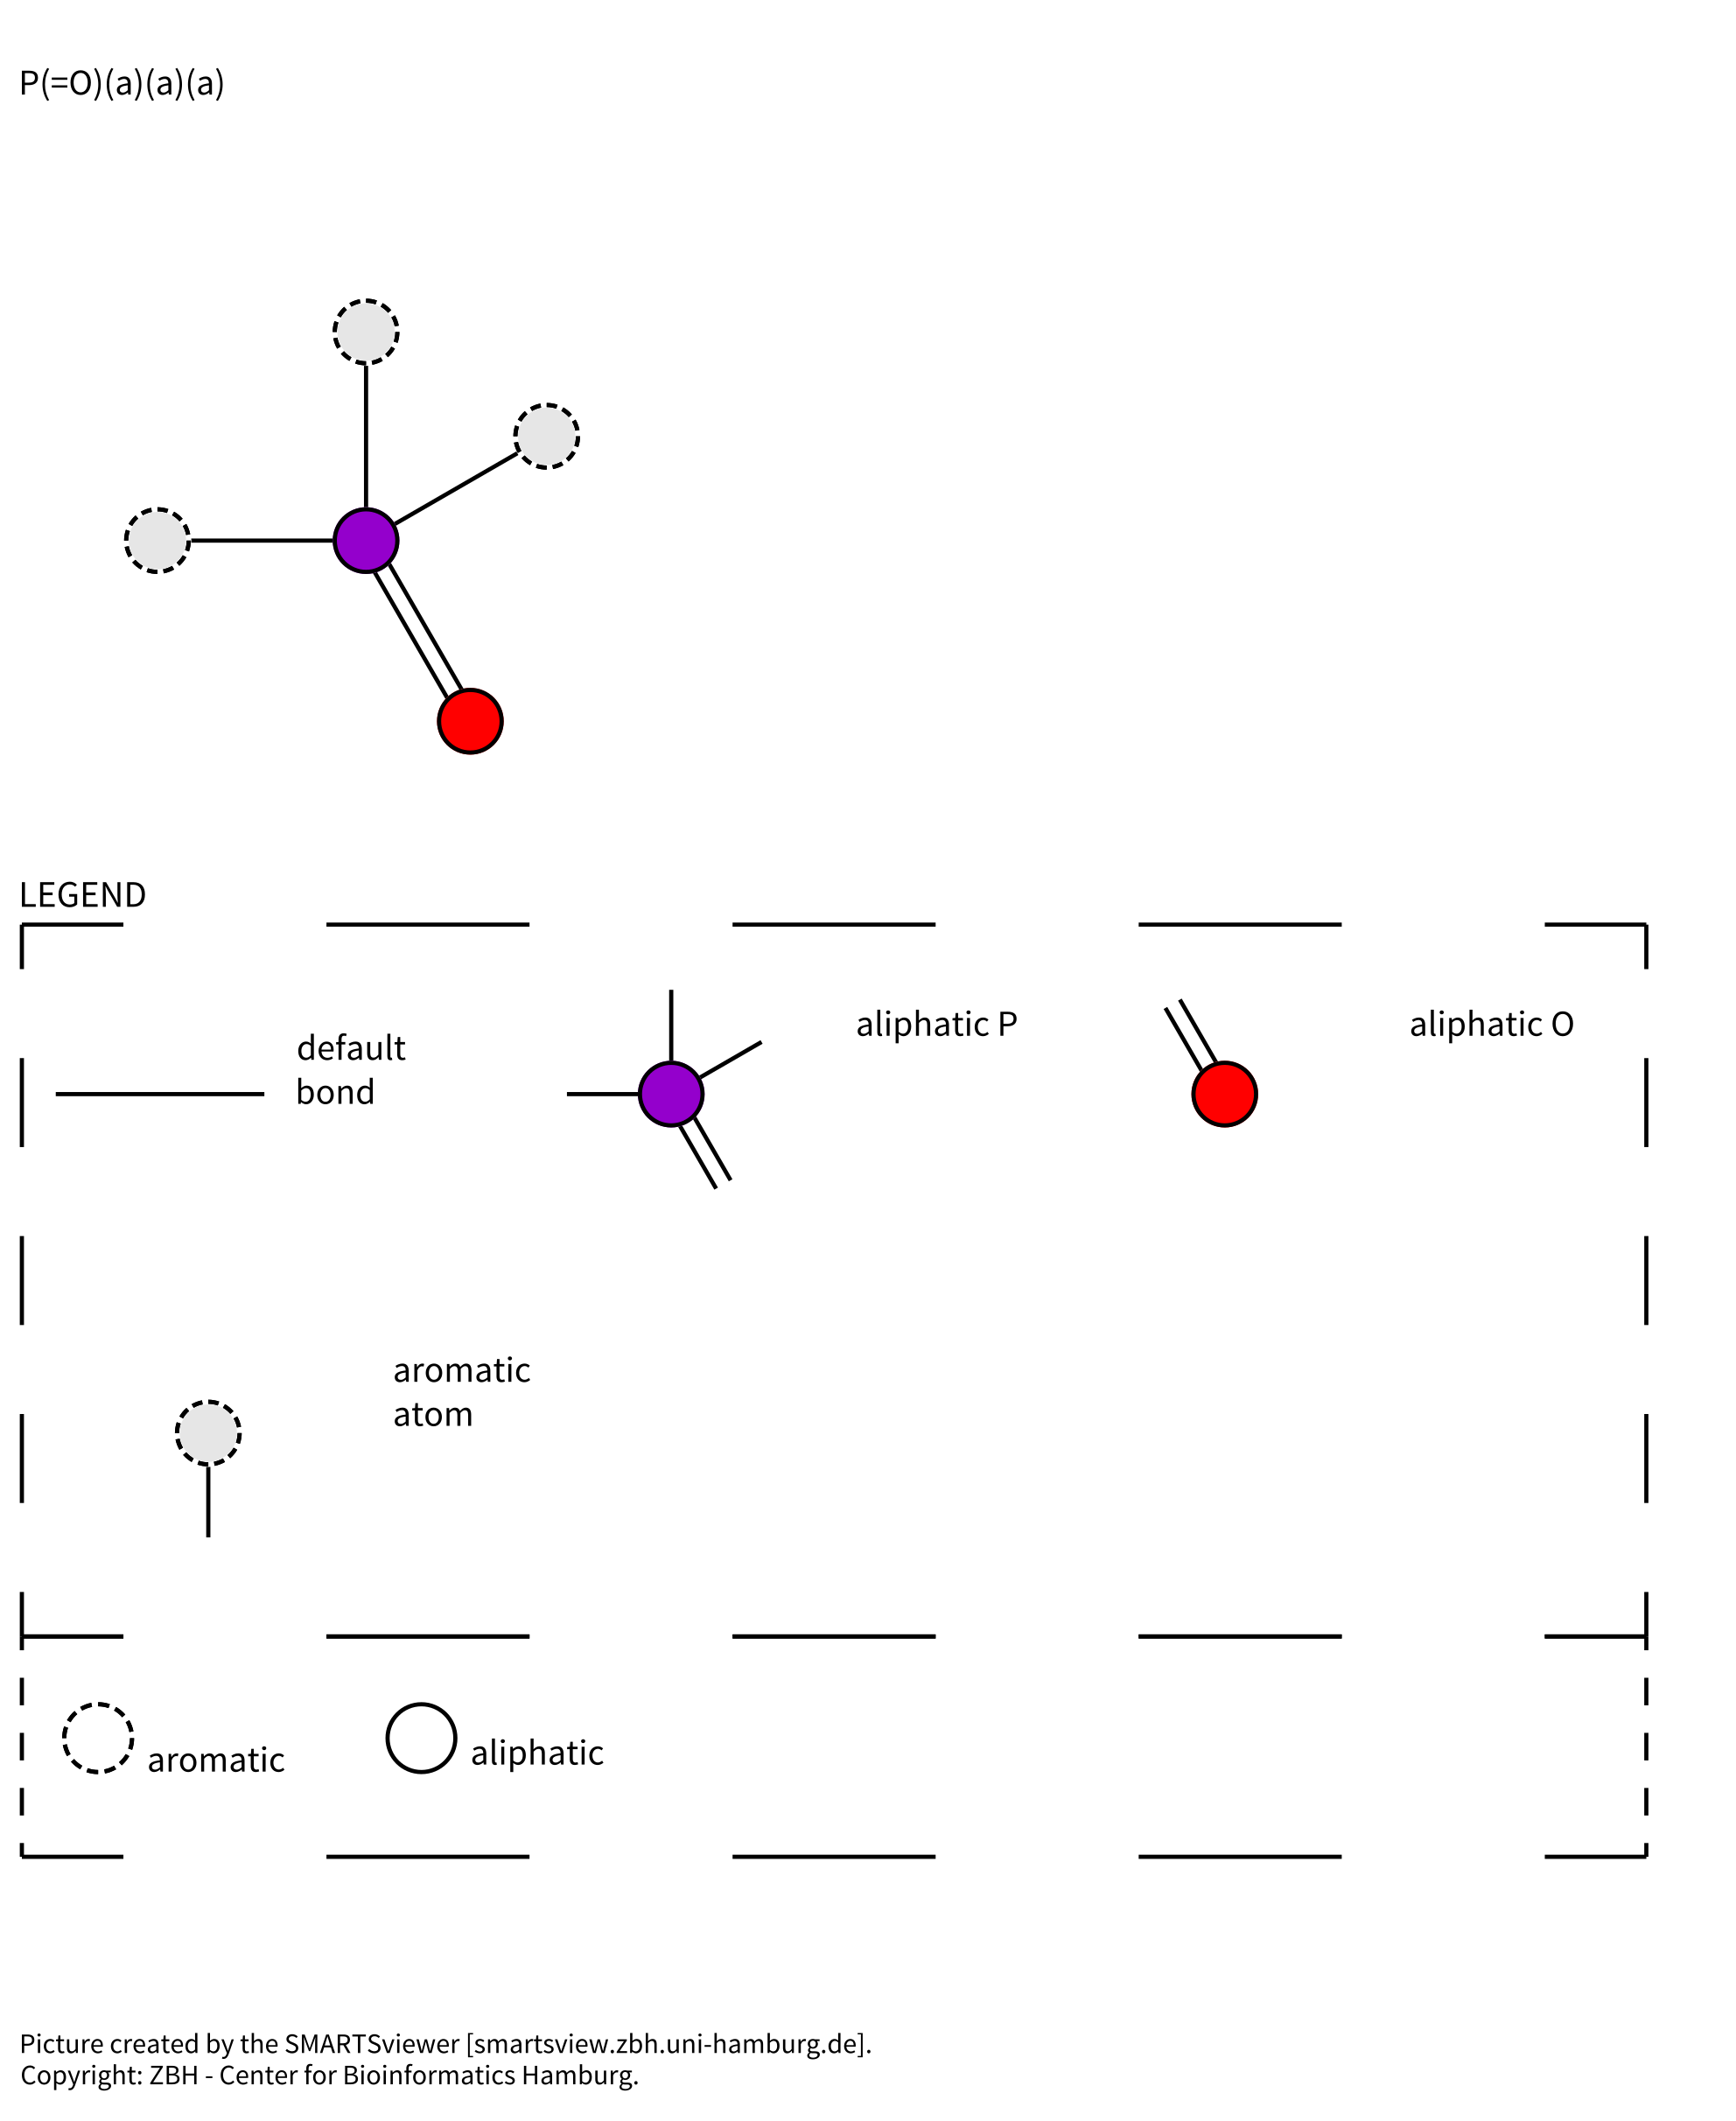 P(=O)(a)(a)(a)
LEGEND
default
bond
aliphatic P
aliphatic O
aromatic
atom
aromatic
aliphatic
Picture created by the SMARTSviewer [smartsview.zbh.uni-hamburg.de].
Copyright: ZBH - Center for Bioinformatics Hamburg.